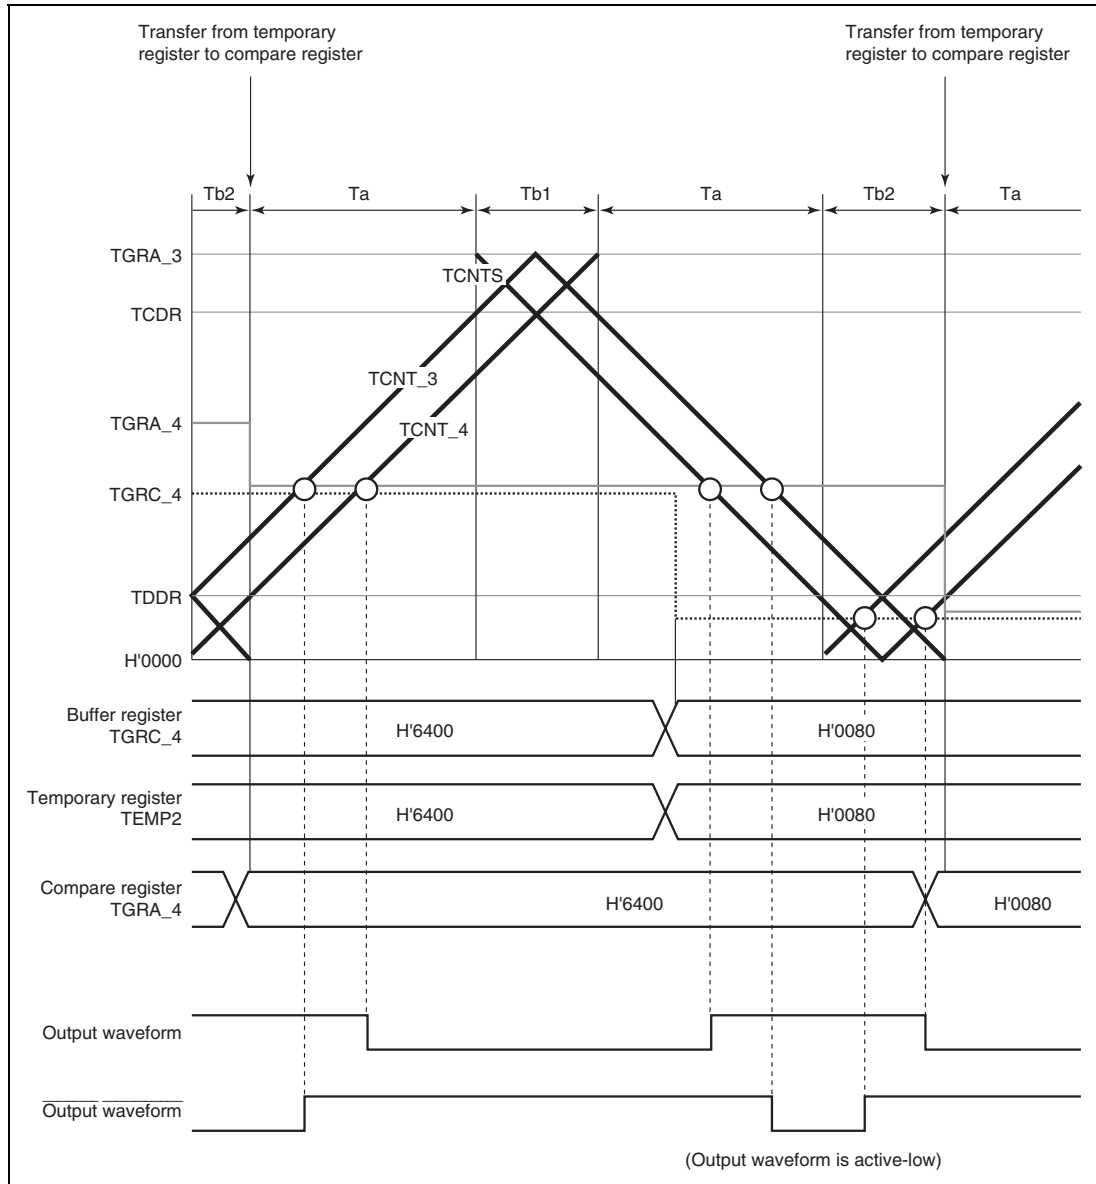 Transfer from temporary
register to compare register
Transfer from temporary
register to compare register
Tb2 Ta Tb1 Ta Tb2 Ta
TGRA_3
TCNTS
TCDR
TCNT_3
TGRA_4
TCNT_4
TGRC_4
TDDR
H'0000
Buffer register
TGRC_4
H'6400 H'0080
Temporary register
TEMP2
H'6400 H'0080
Compare register
TGRA_4
H'6400 H'0080
Output waveform
Output waveform
(Output waveform is active-low)